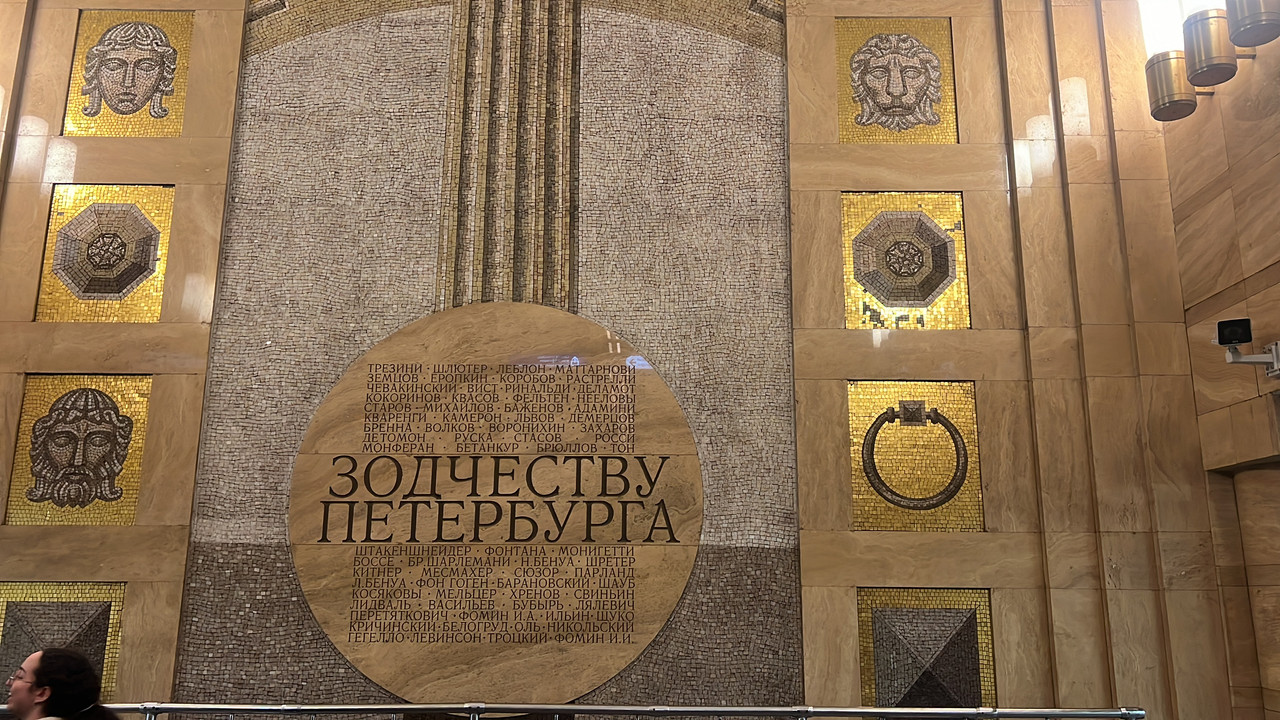 ТРЕЗИНИ · ШЛЮТЕР · ЛЕБЛОН · МАТТАРНОВИ
ЗЕМЦОВ · ЕРОПКИН · КОРОБОВ · РАСТРЕЛЛИ
ЧЕВАКИНСКИЙ · ВИСТ · РИНАЛЬДИ · ДЕЛАМОТ
КОКОРИНОВ · КВАСОВ · ФЕЛЬТЕН · НЕЕЛОВЫ
СТАРОВ · МИХАЙЛОВ · БАЖЕНОВ · АДАМИНИ
КВАРЕНГИ · КАМЕРОН · ЛЬВОВ · ДЕМЕРЦОВ
БРЕННА · ВОЛКОВ · ВОРОНИХИН · ЗАХАРОВ
ДЕТОМОН · РУСКА · СТАСОВ · РОССИ
МОНФЕРАН · БЕТАНКУР · БРЮЛЛОВ · ТОН
ЗОДЧЕСТВУ
ПЕТЕРБУРГА
ШТАКЕНШНЕЙДЕР · ФОНТАНА · МОНИГЕТТИ
БОССЕ · БР.ШАРЛЕМАНИ · Н.БЕНУА · ШРЕТЕР
КИТНЕР · МЕСМАХЕР · СЮЗОР · ПАРЛАНД
Л.БЕНУА · ФОН ГОГЕН · БАРАНОВСКИЙ · ШАУБ
КОСЯКОВЫ · МЕЛЬЦЕР · ХРЕНОВ · СВИНЬИН
ЛИДВАЛЬ · ВАСИЛЬЕВ · БУБЫРЬ · ЛЯЛЕВИЧ
ПЕРЕТЯТКОВИЧ · ФОМИН И.А. · ИЛЬИН · ЩУКО
КРИЧИНСКИЙ · БЕЛОГРУД · ОЛЬ · НИКОЛЬСКИЙ
ГЕГЕЛЛО · ЛЕВИНСОН · ТРОЦКИЙ · ФОМИН И.И.